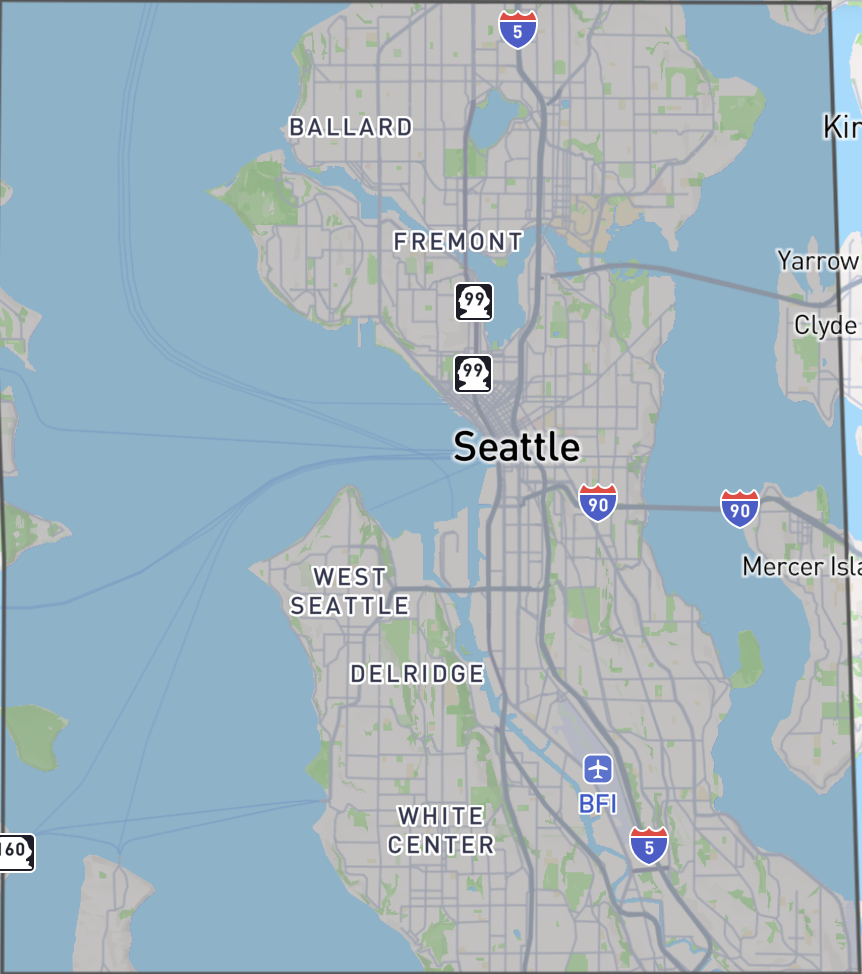 5
BALLARD
Kin
FREMONT
Yarrow
99
Clyde
99
Seattle
90
90
Mercer Isla
WEST
SEATTLE
DELRIDGE
BFI
WHITE
CENTER
5
160